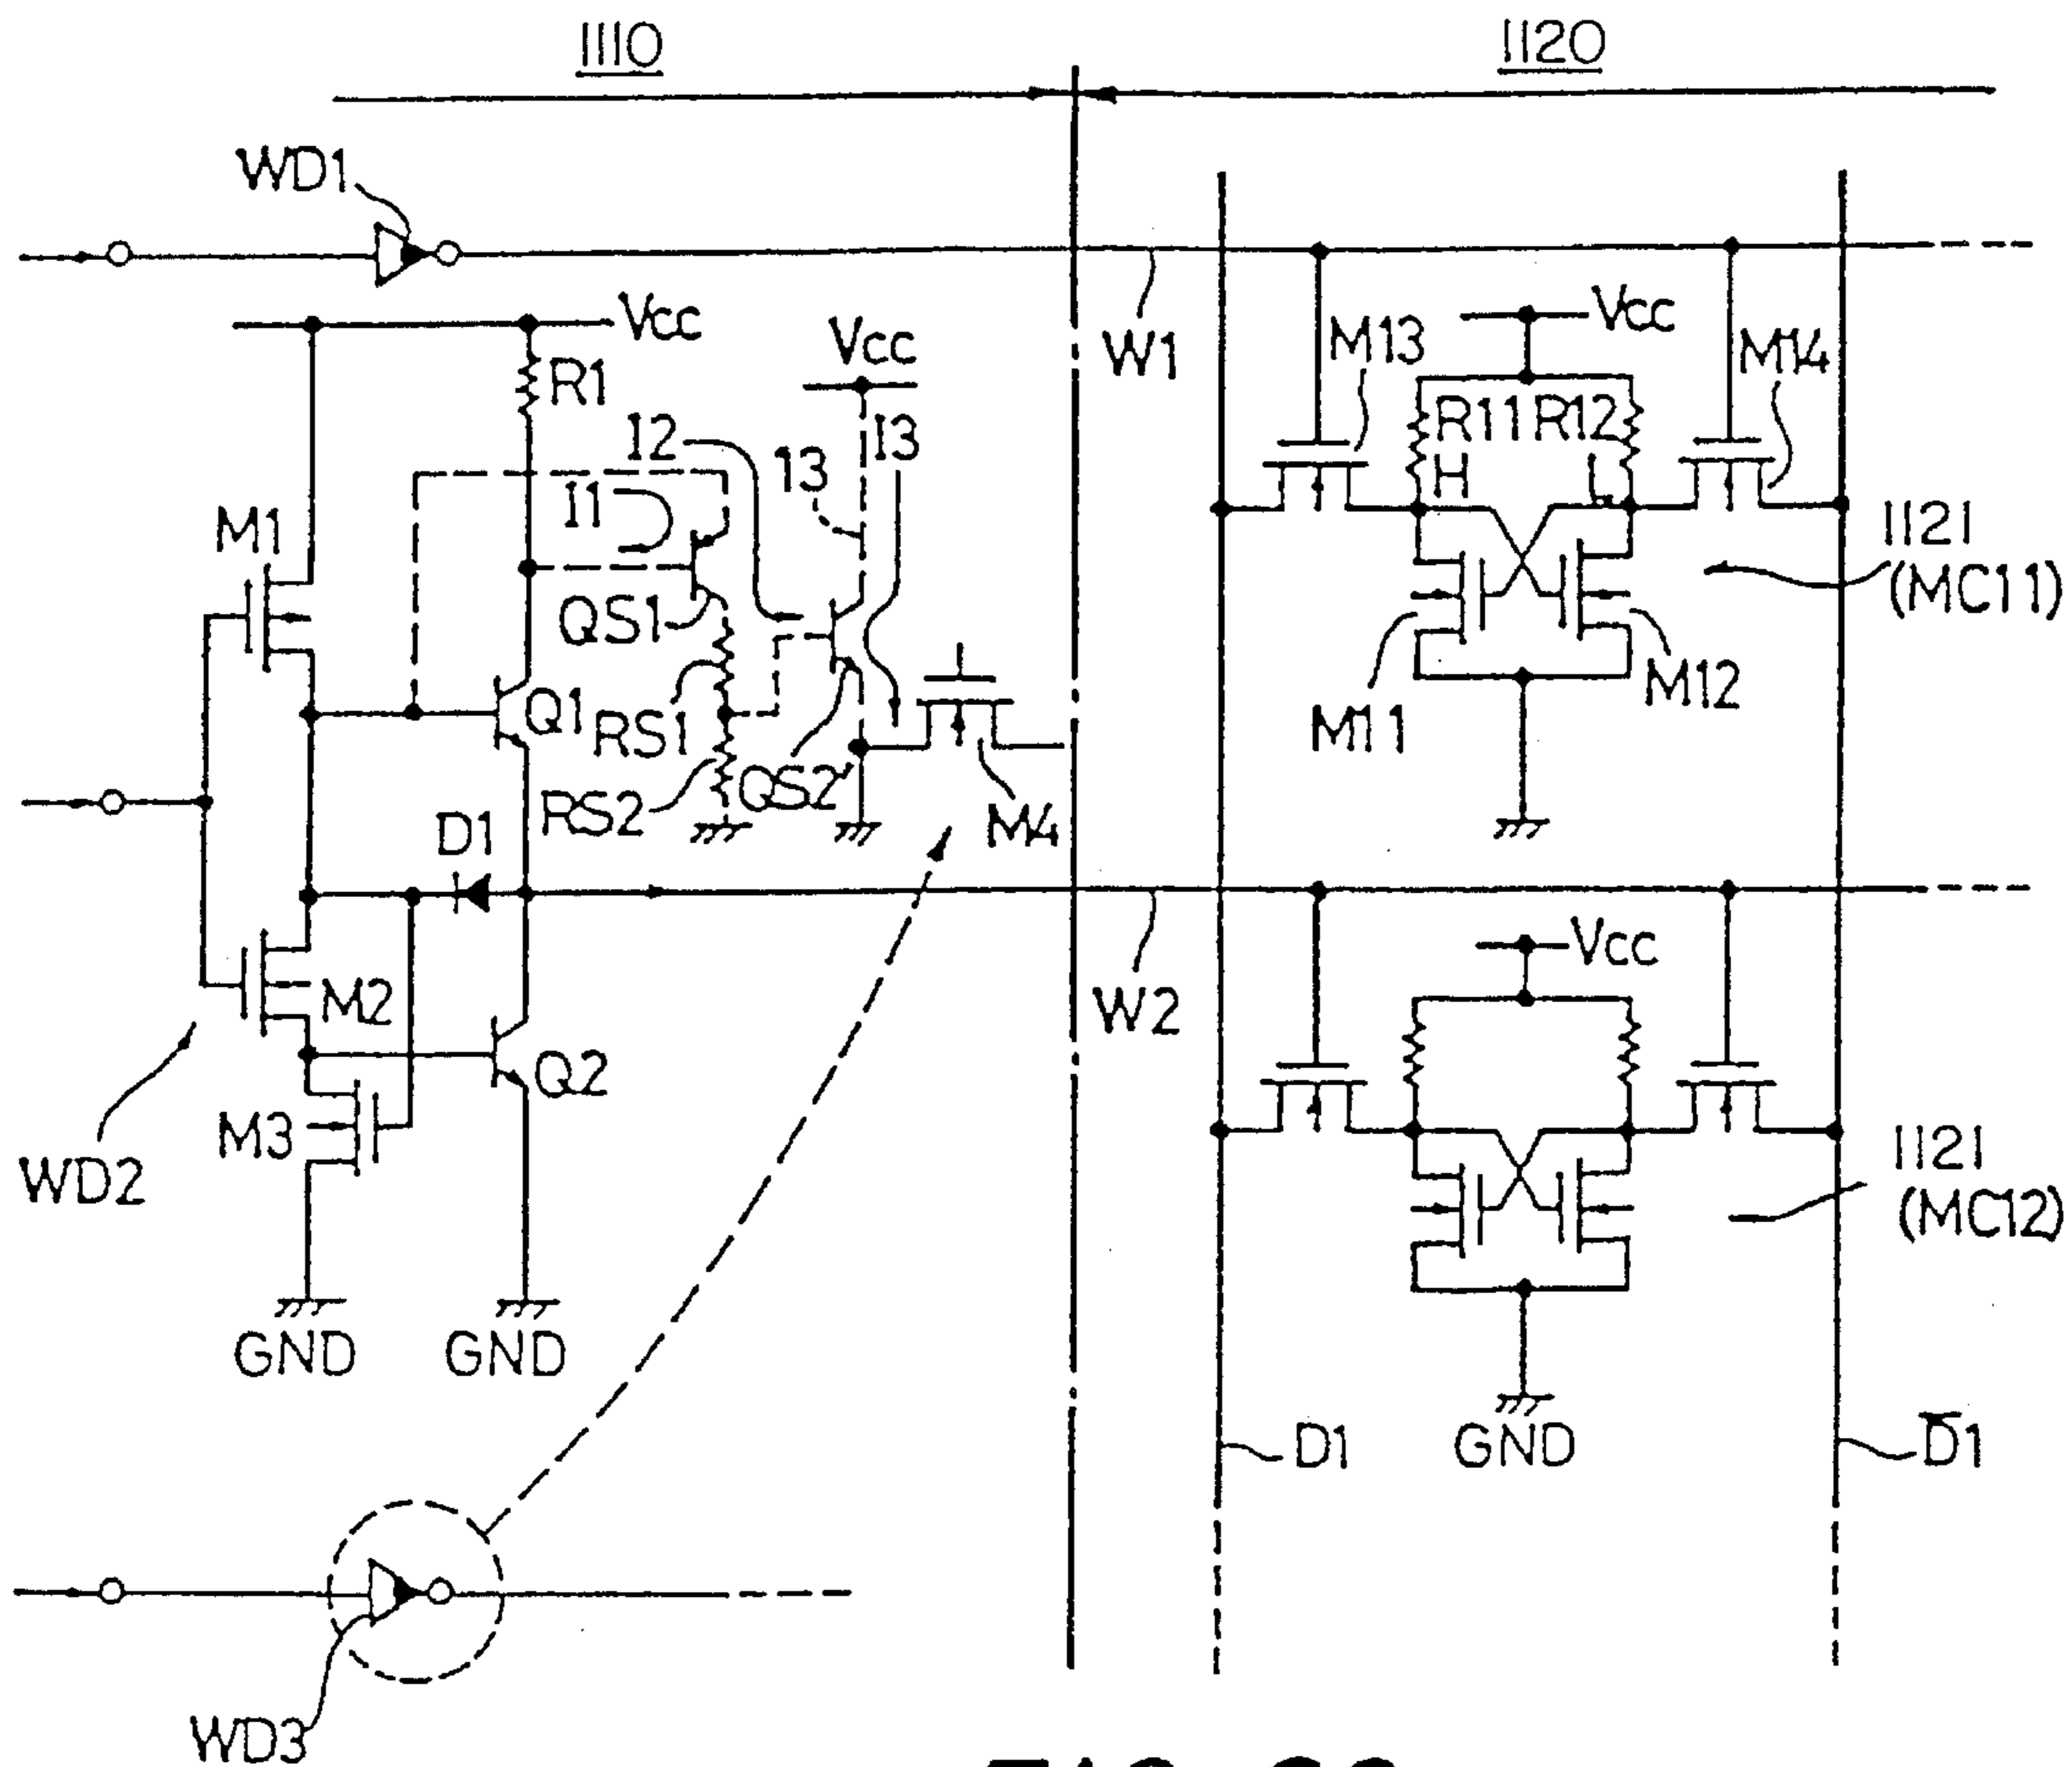 1110
1120
WD1
Vcc
Vcc
W1
M13
Vcc
M14
R1
I2
13
I3
R11
R12
H
L
I1
M1
QS1
1121
(MC11)
Q1
RS1
M11
M12
RS2
QS2
M4
D1
Vcc
M2
W2
Q2
M3
1121
(MC12)
WD2
GND
GND
D1
GND
D1
WD3